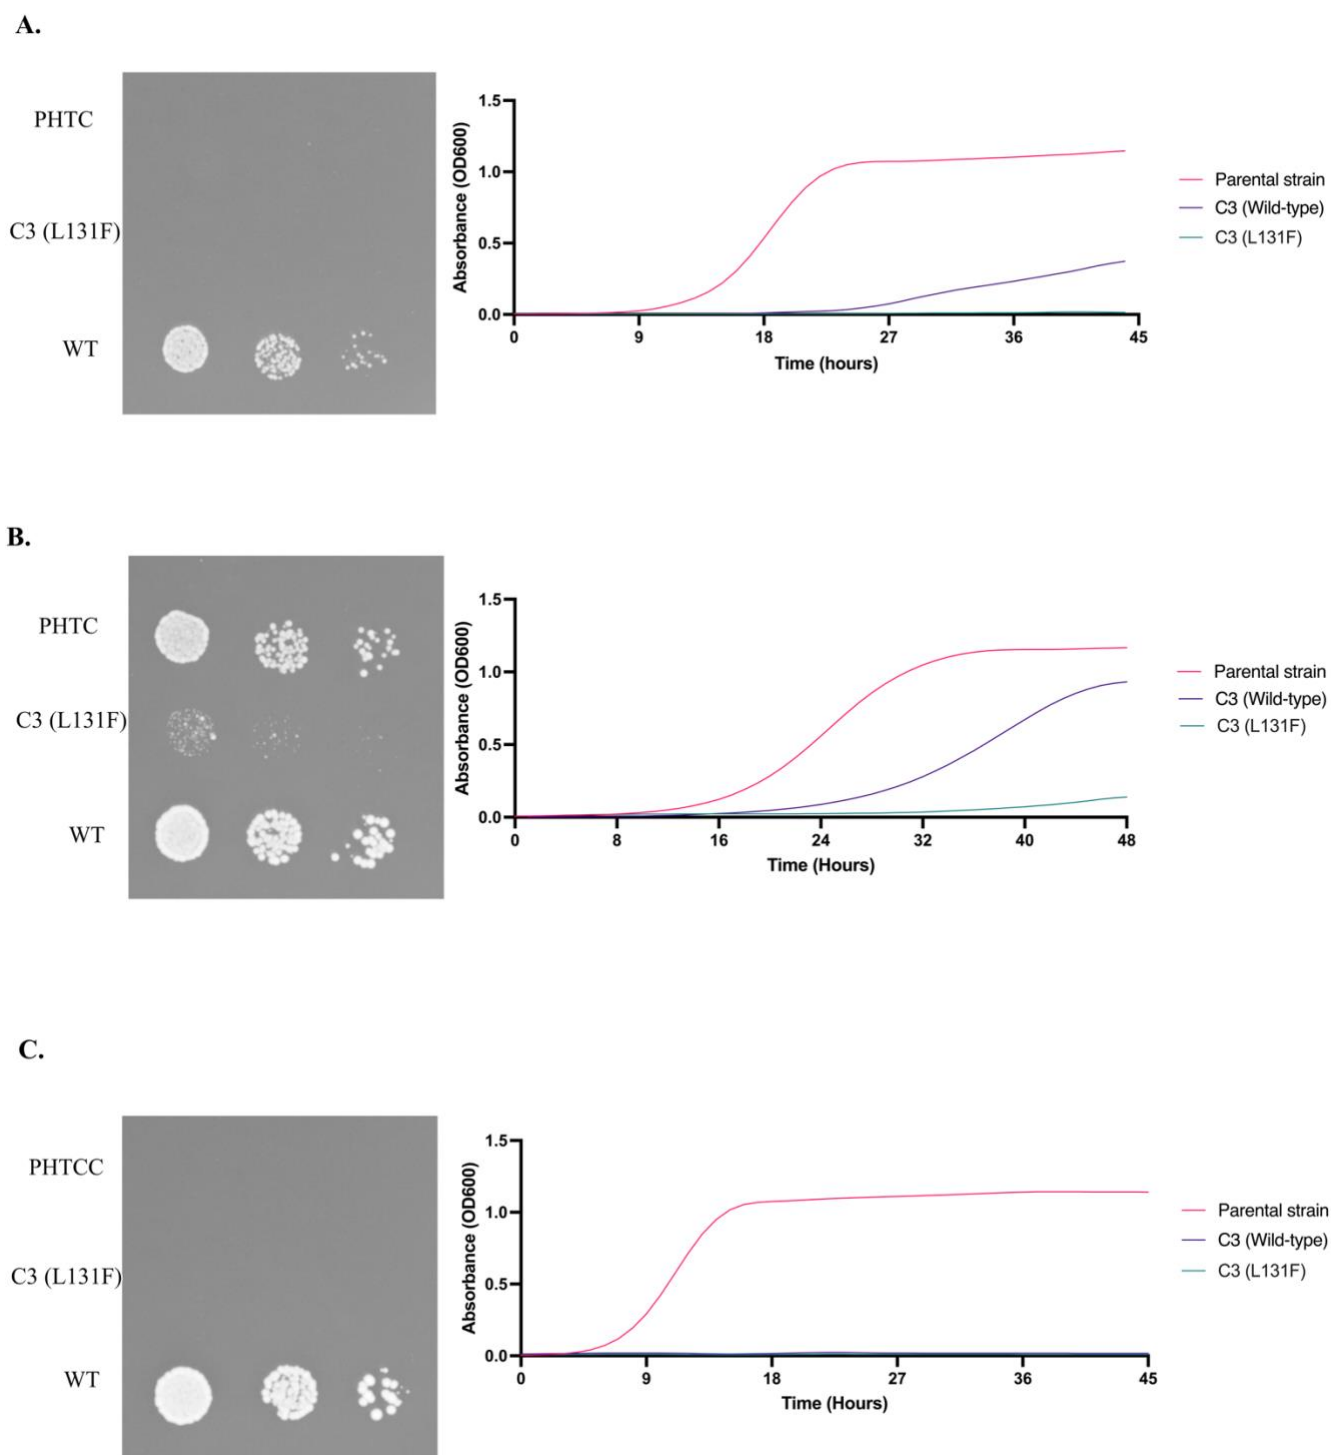 A.
PHTC
C3 (L131F)
WT
1.5
1.0
0.5
0.0
Absorbance (OD600)
0 9 18 27 36 45
Time (hours)
Parental strain
C3 (Wild-type)
C3 (L131F)
B.
PHTC
C3 (L131F)
WT
1.5
1.0
0.5
0.0
Absorbance (OD600)
0 8 16 24 32 40 48
Time (Hours)
Parental strain
C3 (Wild-type)
C3 (L131F)
C.
PHTCC
C3 (L131F)
WT
1.5
1.0
0.5
0.0
Absorbance (OD600)
0 9 18 27 36 45
Time (Hours)
Parental strain
C3 (Wild-type)
C3 (L131F)